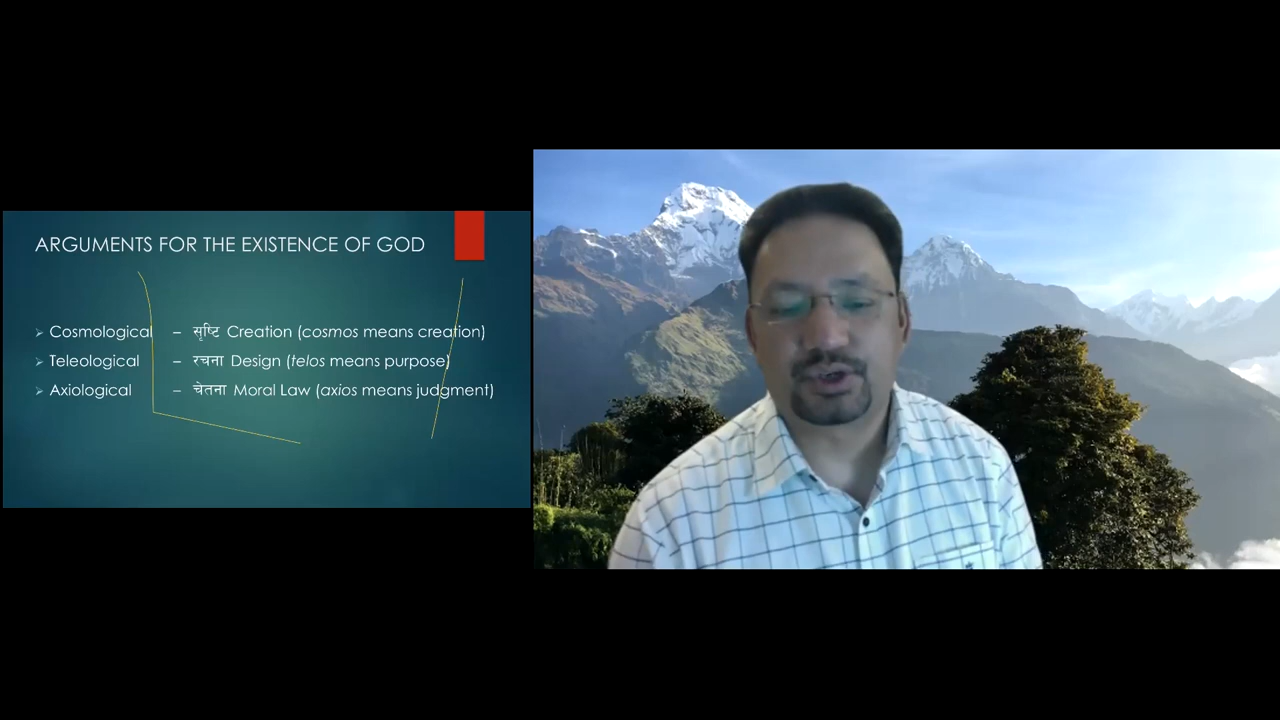 ARGUMENTS FOR THE EXISTENCE OF GOD
Cosmological – सृष्टि Creation (cosmos means creation)
Teleological – रचना Design (telos means purpose)
Axiological – चेतना Moral Law (axios means judgment)